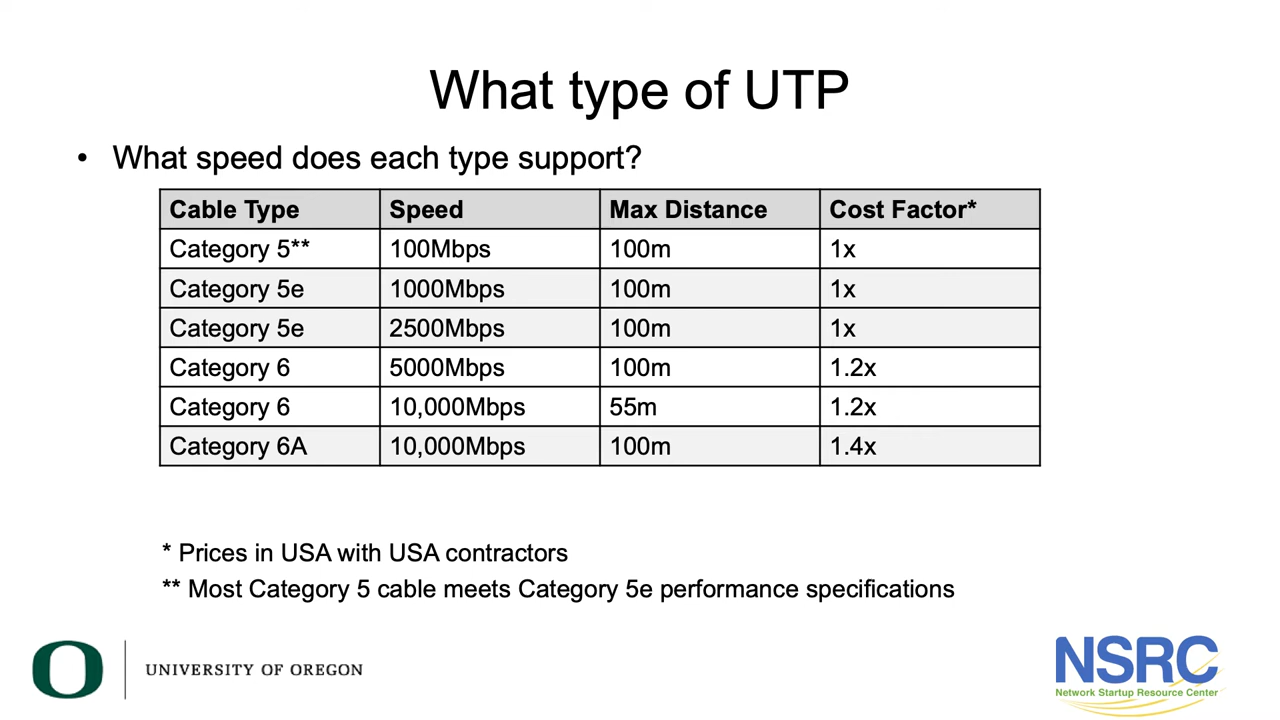 What type of UTP
• What speed does each type support?
Cable Type Speed Max Distance Cost Factor*
Category 5** 100Mbps 100m 1x
Category 5e 1000Mbps 100m 1x
Category 5e 2500Mbps 100m 1x
Category 6 5000Mbps 100m 1.2x
Category 6 10,000Mbps 55m 1.2x
Category 6A 10,000Mbps 100m 1.4x
* Prices in USA with USA contractors
** Most Category 5 cable meets Category 5e performance specifications
O UNIVERSITY OF OREGON
NSRC
Network Startup Resource Center